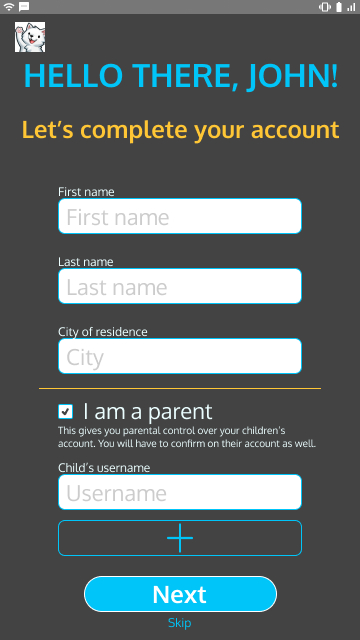 HELLO THERE, JOHN!
Let’s complete your account
First name
First name
Last name
Last name
City of residence
City
I am a parent
This gives you parental control over your children’s
account. You will have to confirm on their account as well.
Child’s username
Username
Next
Skip